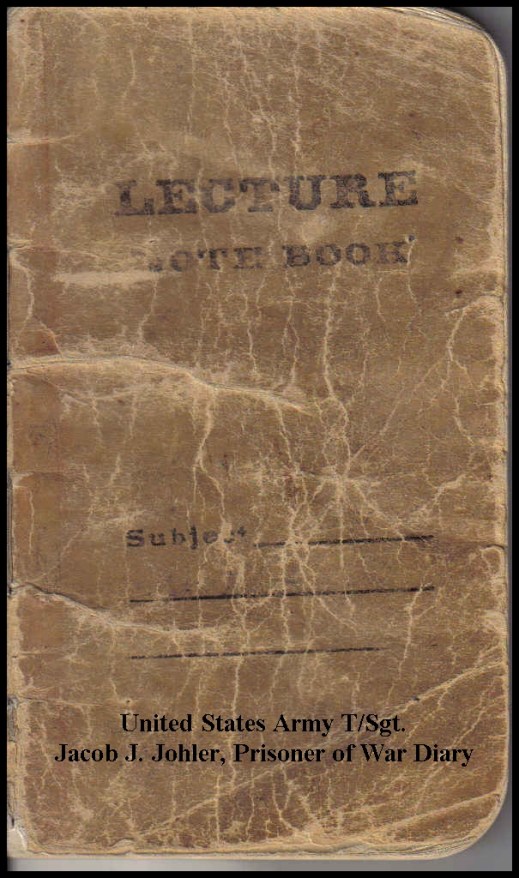 LECTURE
NOTE BOOK
Subject
United States Army T/Sgt.
Jacob J. Johler, Prisoner of War Diary